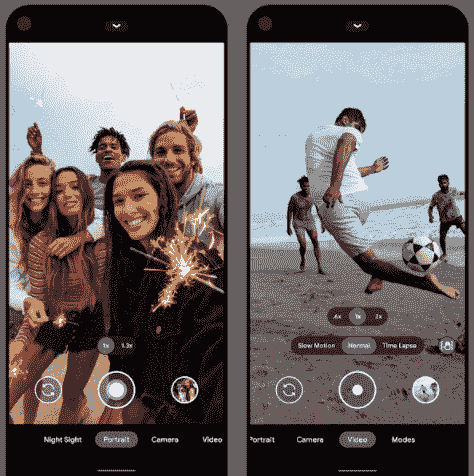 1x 1.3x
Night Sight Portrait Camera Video
.4x 1x 2x
Slow Motion Normal Time Lapse
Portrait Camera Video Modes